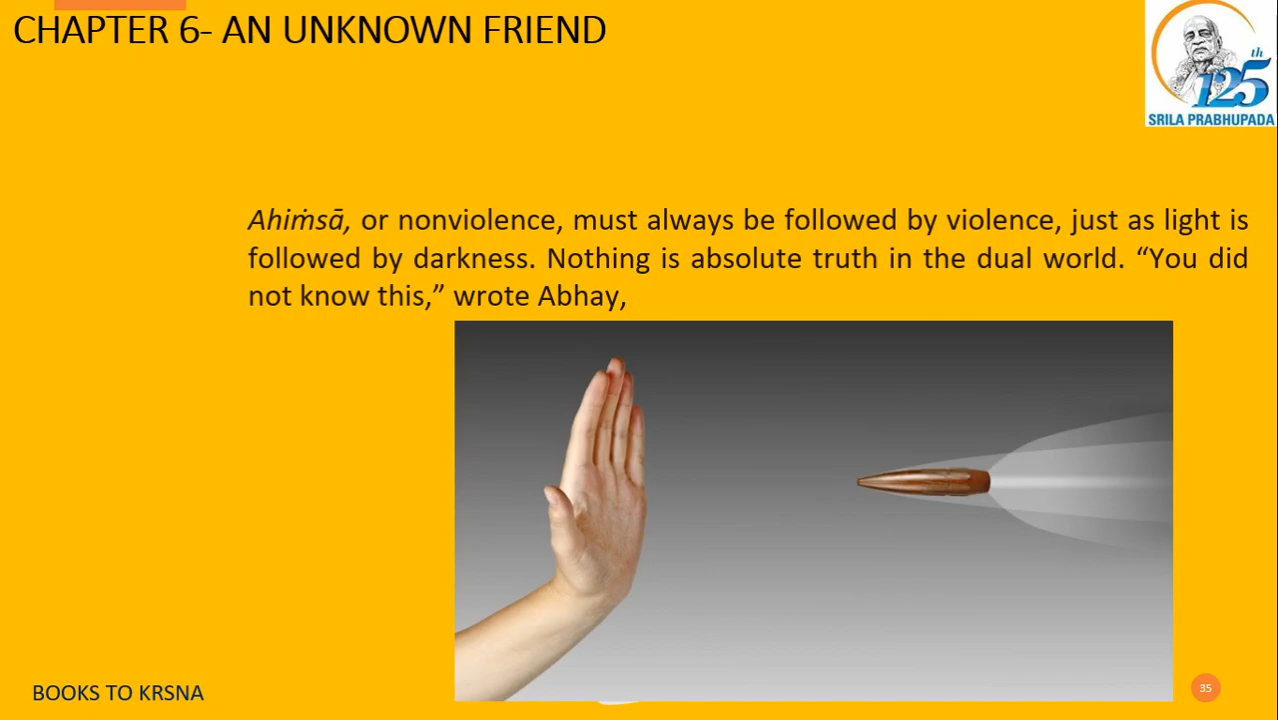 CHAPTER 6- AN UNKNOWN FRIEND
125th
SRILA PRABHUPADA
Ahiṁsā, or nonviolence, must always be followed by violence, just as light is
followed by darkness. Nothing is absolute truth in the dual world. “You did
not know this,” wrote Abhay,
BOOKS TO KRSNA
35